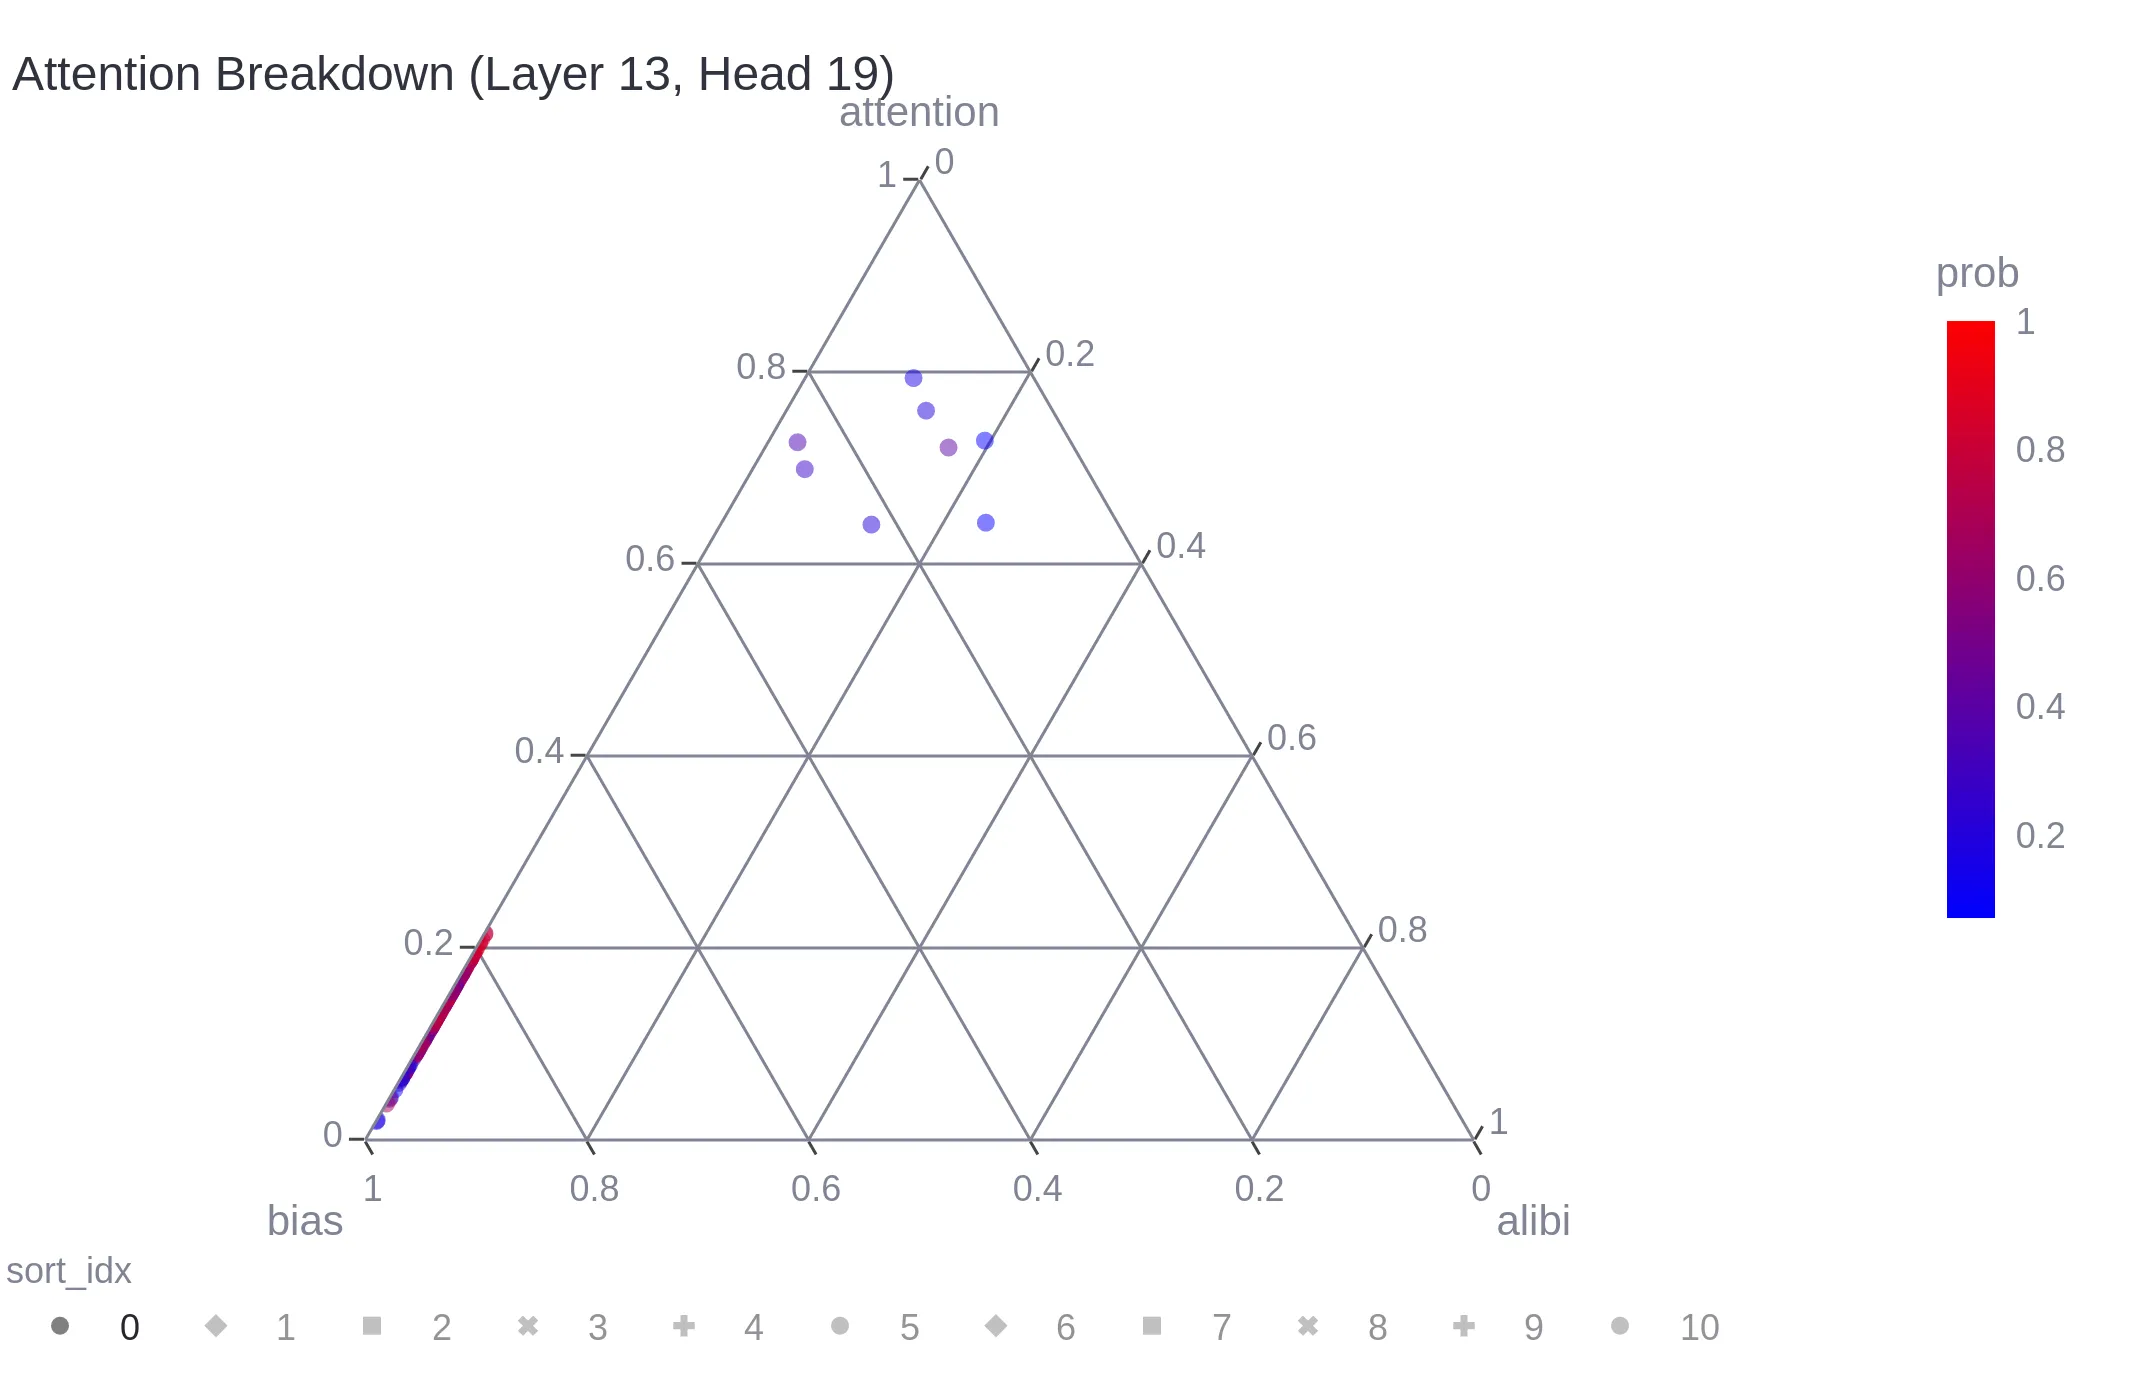 Attention Breakdown (Layer 13, Head 19)
attention
1 0
prob
1
0.8 0.2
0.8
0.6 0.4
0.6
0.4 0.6
0.4
0.2
0.2 0.8
0 1
1 0.8 0.6 0.4 0.2 0
bias alibi
sort_idx
0 1 2 3 4 5 6 7 8 9 10